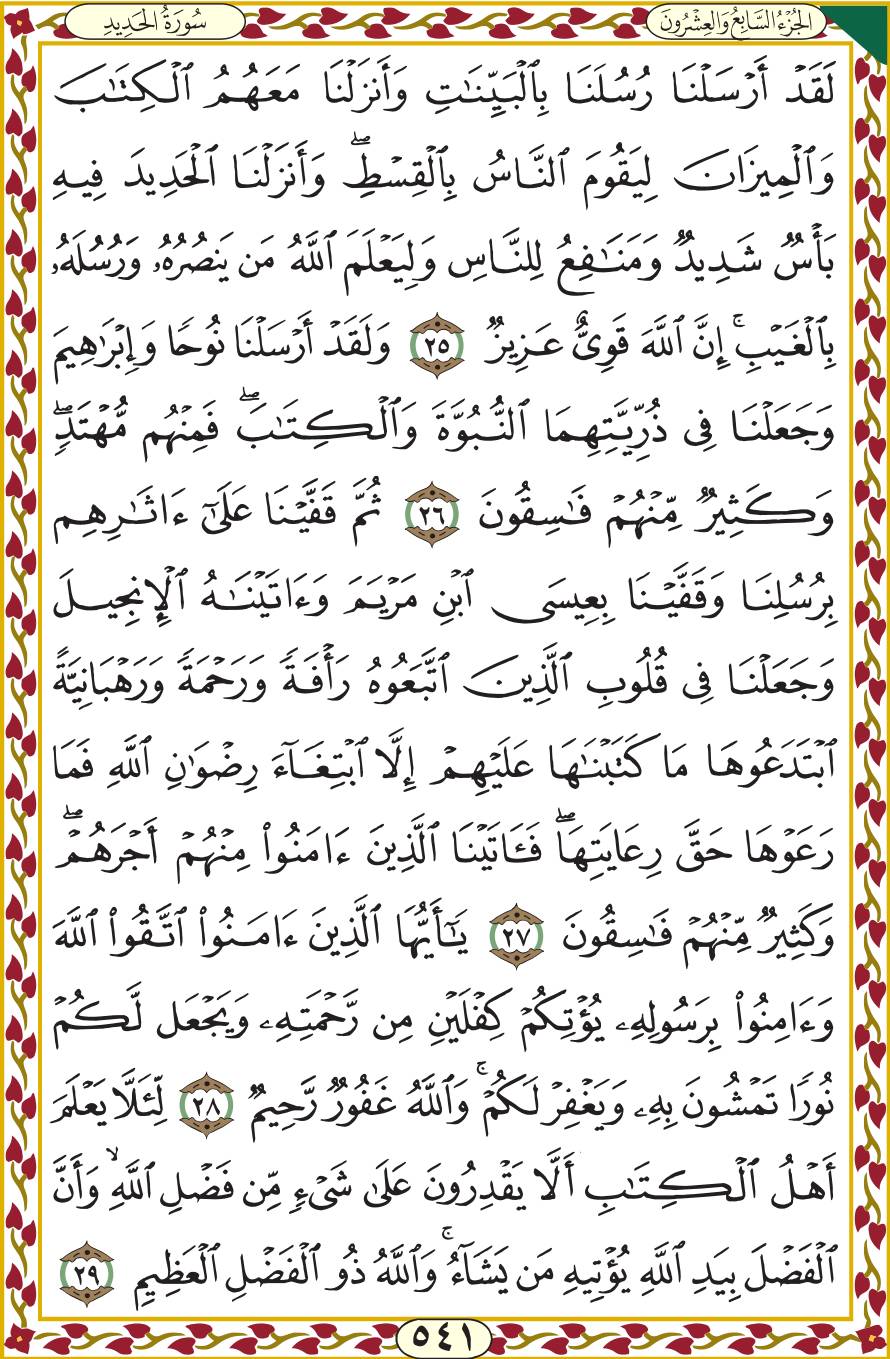 سُورَةُ الحَدِيدِ
الجُزْءُ السَّابِعُ وَالعِشْرُونَ
لَقَدْ أَرْسَلْنَا رُسُلَنَا بِٱلْبَيِّنَٰتِ وَأَنزَلْنَا مَعَهُمُ ٱلْكِتَٰبَ
وَٱلْمِيزَانَ لِيَقُومَ ٱلنَّاسُ بِٱلْقِسْطِۖ وَأَنزَلْنَا ٱلْحَدِيدَ فِيهِ
بَأْسٌ شَدِيدٌ وَمَنَٰفِعُ لِلنَّاسِ وَلِيَعْلَمَ ٱللَّهُ مَن يَنصُرُهُۥ وَرُسُلَهُۥ
بِٱلْغَيْبِۚ إِنَّ ٱللَّهَ قَوِىٌّ عَزِيزٌ ٢٥ وَلَقَدْ أَرْسَلْنَا نُوحًا وَإِبْرَٰهِيمَ
وَجَعَلْنَا فِى ذُرِّيَّتِهِمَا ٱلنُّبُوَّةَ وَٱلْكِتَٰبَۖ فَمِنْهُم مُّهْتَدٍۖ
وَكَثِيرٌ مِّنْهُمْ فَٰسِقُونَ ٢٦ ثُمَّ قَفَّيْنَا عَلَىٰٓ ءَاثَٰرِهِم
بِرُسُلِنَا وَقَفَّيْنَا بِعِيسَى ٱبْنِ مَرْيَمَ وَءَاتَيْنَٰهُ ٱلْإِنجِيلَ
وَجَعَلْنَا فِى قُلُوبِ ٱلَّذِينَ ٱتَّبَعُوهُ رَأْفَةً وَرَحْمَةً وَرَهْبَانِيَّةً
ٱبْتَدَعُوهَا مَا كَتَبْنَٰهَا عَلَيْهِمْ إِلَّا ٱبْتِغَآءَ رِضْوَٰنِ ٱللَّهِ فَمَا
رَعَوْهَا حَقَّ رِعَايَتِهَاۖ فَـَٔاتَيْنَا ٱلَّذِينَ ءَامَنُوا۟ مِنْهُمْ أَجْرَهُمْۖ
وَكَثِيرٌ مِّنْهُمْ فَٰسِقُونَ ٢٧ يَٰٓأَيُّهَا ٱلَّذِينَ ءَامَنُوا۟ ٱتَّقُوا۟ ٱللَّهَ
وَءَامِنُوا۟ بِرَسُولِهِۦ يُؤْتِكُمْ كِفْلَيْنِ مِن رَّحْمَتِهِۦ وَيَجْعَل لَّكُمْ
نُورًا تَمْشُونَ بِهِۦ وَيَغْفِرْ لَكُمْۚ وَٱللَّهُ غَفُورٌ رَّحِيمٌ ٢٨ لِّئَلَّا يَعْلَمَ
أَهْلُ ٱلْكِتَٰبِ أَلَّا يَقْدِرُونَ عَلَىٰ شَىْءٍ مِّن فَضْلِ ٱللَّهِۙ وَأَنَّ
ٱلْفَضْلَ بِيَدِ ٱللَّهِ يُؤْتِيهِ مَن يَشَآءُۚ وَٱللَّهُ ذُو ٱلْفَضْلِ ٱلْعَظِيمِ ٢٩
٥٤١